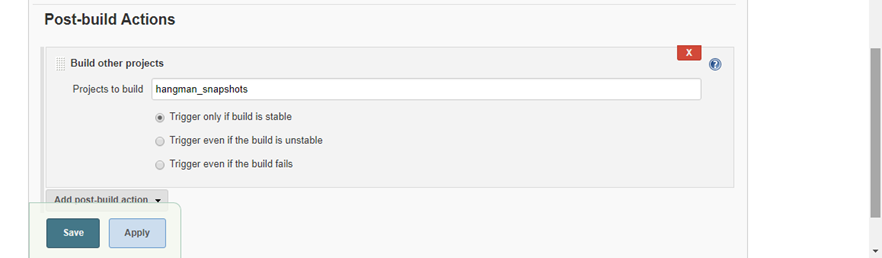 Post-build Actions
X
Build other projects
?
Projects to build hangman_snapshots
Trigger only if build is stable
Trigger even if the build is unstable
Trigger even if the build fails
Add post-build action
Save Apply